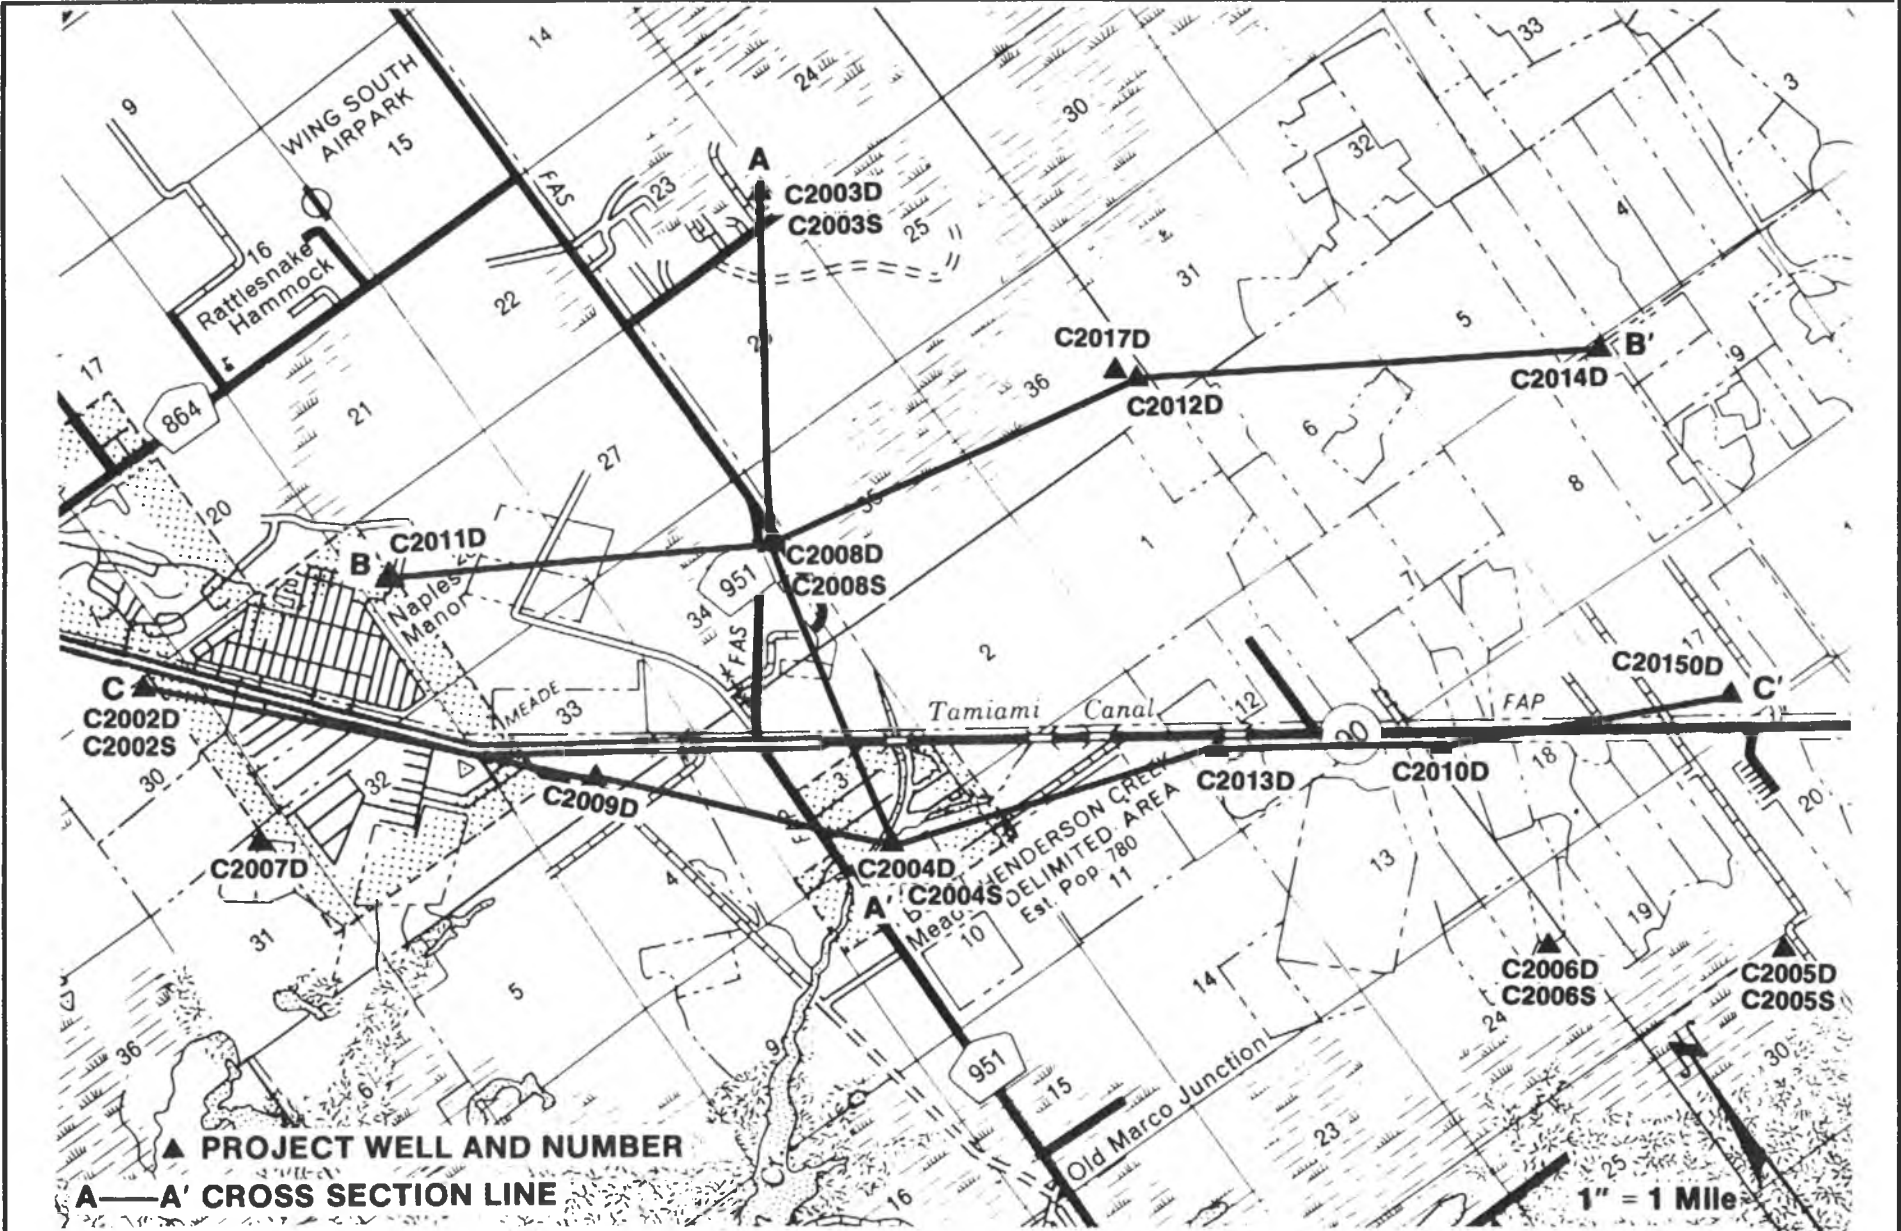 14
24
33
3
9
WING SOUTH
AIRPARK
15
30
32
FAS
23
A
C2003D
C2003S
25
4
16
Rattlesnake
Hammock
22
31
5
17
C2017D
36
B'
C2014D
9
C2012D
864
21
6
27
8
20
35
C2011D
B
C2008D
C2008S
1
951
7
Naples
Manor
34
FAS
2
17
C20150D
C'
C
C2002D
C2002S
MEADE
33
12
Tamiami Canal
FAP
30
32
C2009D
3
C2013D
C2010D
18
20
C2007D
C2004D
C2004S
HENDERSON CREEK
DELIMITED AREA
Est. Pop. 780
11
13
4
A'
10
31
19
C2006D
C2006S
C2005D
C2005S
5
14
24
36
9
951
15
30
6
Old Marco Junction
23
25
16
▲ PROJECT WELL AND NUMBER
A——A' CROSS SECTION LINE
1" = 1 Mile